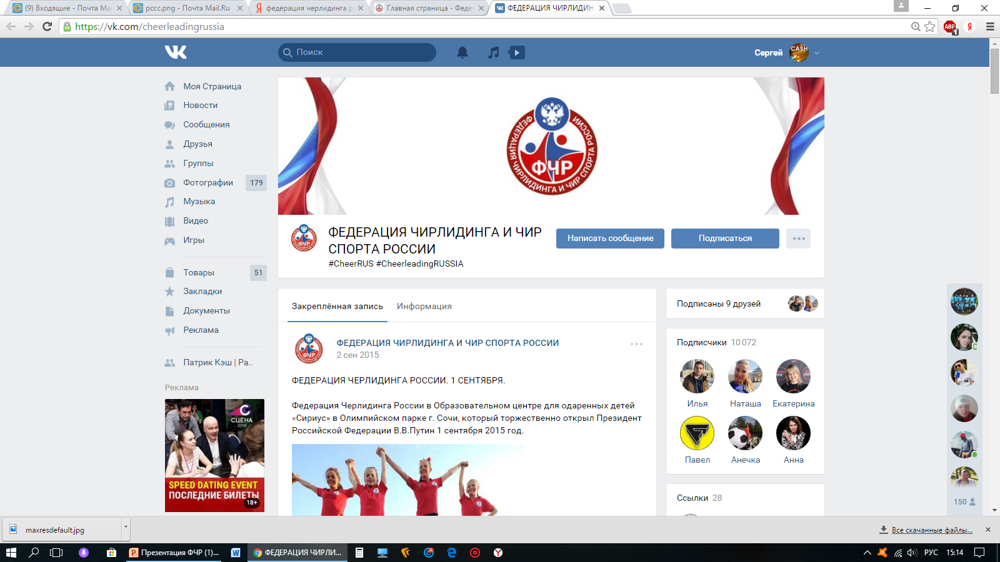 (9) Входящие - Почта Mai
pccc.png - Почта Mail.Ru
федерация черлидинга р
Главная страница - Феде
ФЕДЕРАЦИЯ ЧИРЛИДИН
https://vk.com/cheerleadingrussia
ABP
1
Я
Поиск
Сергей
CASH
Моя Страница
Новости
Сообщения
Друзья
Группы
Фотографии 179
Музыка
Видео
Игры
Товары 51
Закладки
Документы
Реклама
Патрик Кэш | Ра..
Реклама
СЦЕНА
2018
SPEED DATING EVENT
ПОСЛЕДНИЕ БИЛЕТЫ
18+
ФЕДЕРАЦИЯ ЧИРЛИДИНГА И ЧИР СПОРТА РОССИИ
ФЧР
ФЧР
ФЕДЕРАЦИЯ ЧИРЛИДИНГА И ЧИР
СПОРТА РОССИИ
#CheerRUS #CheerleadingRUSSIA
Написать сообщение
Подписаться
Закреплённая запись
Информация
ФЧР
ФЕДЕРАЦИЯ ЧИРЛИДИНГА И ЧИР СПОРТА РОССИИ
2 сен 2015
ФЕДЕРАЦИЯ ЧЕРЛИДИНГА РОССИИ. 1 СЕНТЯБРЯ.
Федерация Черлидинга России в Образовательном центре для одаренных детей
«Сириус» в Олимпийском парке г. Сочи, который торжественно открыл Президент
Российской Федерации В.В.Путин 1 сентября 2015 год.
Подписаны 9 друзей
Подписчики 10 072
Илья Наташа Екатерина
Павел Анечка Анна
Ссылки 28
150
maxresdefault.jpg
Все скачанные файлы...
Презентация ФЧР (1)...
ФЕДЕРАЦИЯ ЧИРЛИ...
РУС
15:14